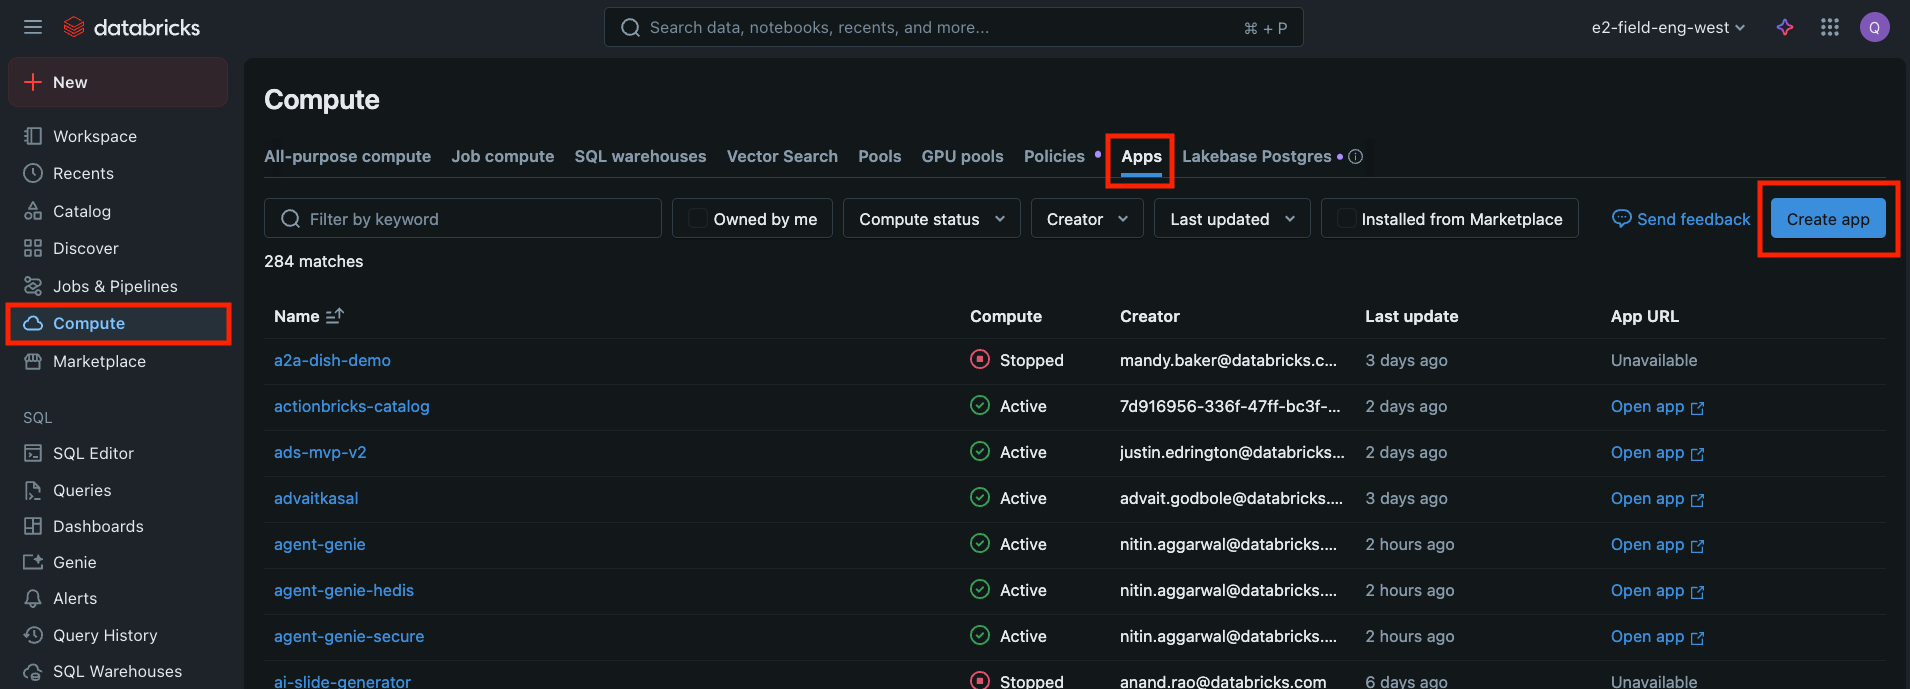 databricks
Search data, notebooks, recents, and more...
⌘ + P
e2-field-eng-west
Q
New
Workspace
Recents
Catalog
Discover
Jobs & Pipelines
Compute
Marketplace
SQL
SQL Editor
Queries
Dashboards
Genie
Alerts
Query History
SQL Warehouses
Compute
All-purpose compute Job compute SQL warehouses Vector Search Pools GPU pools Policies Apps Lakebase Postgres
Filter by keyword Owned by me Compute status Creator Last updated Installed from Marketplace Send feedback Create app
284 matches
Name Compute Creator Last update App URL
a2a-dish-demo Stopped mandy.baker@databricks.c... 3 days ago Unavailable
actionbricks-catalog Active 7d916956-336f-47ff-bc3f-... 2 days ago Open app
ads-mvp-v2 Active justin.edrington@databricks... 2 days ago Open app
advaitkasal Active advait.godbole@databricks.... 3 days ago Open app
agent-genie Active nitin.aggarwal@databricks.... 2 hours ago Open app
agent-genie-hedis Active nitin.aggarwal@databricks.... 2 hours ago Open app
agent-genie-secure Active nitin.aggarwal@databricks.... 2 hours ago Open app
ai-slide-generator Stopped anand.rao@databricks.com 6 days ago Unavailable